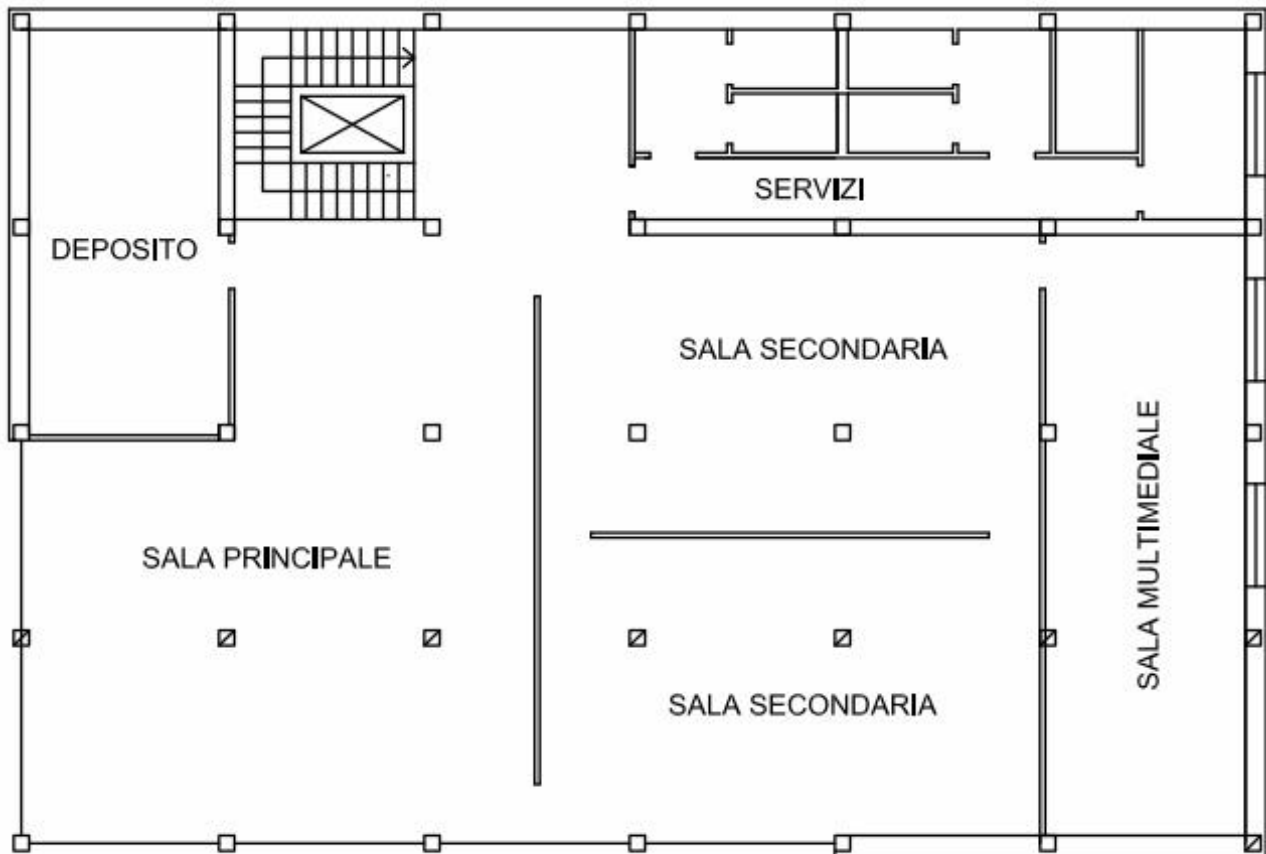 SERVIZI
DEPOSITO
SALA SECONDARIA
SALA MULTIMEDIALE
SALA PRINCIPALE
SALA SECONDARIA